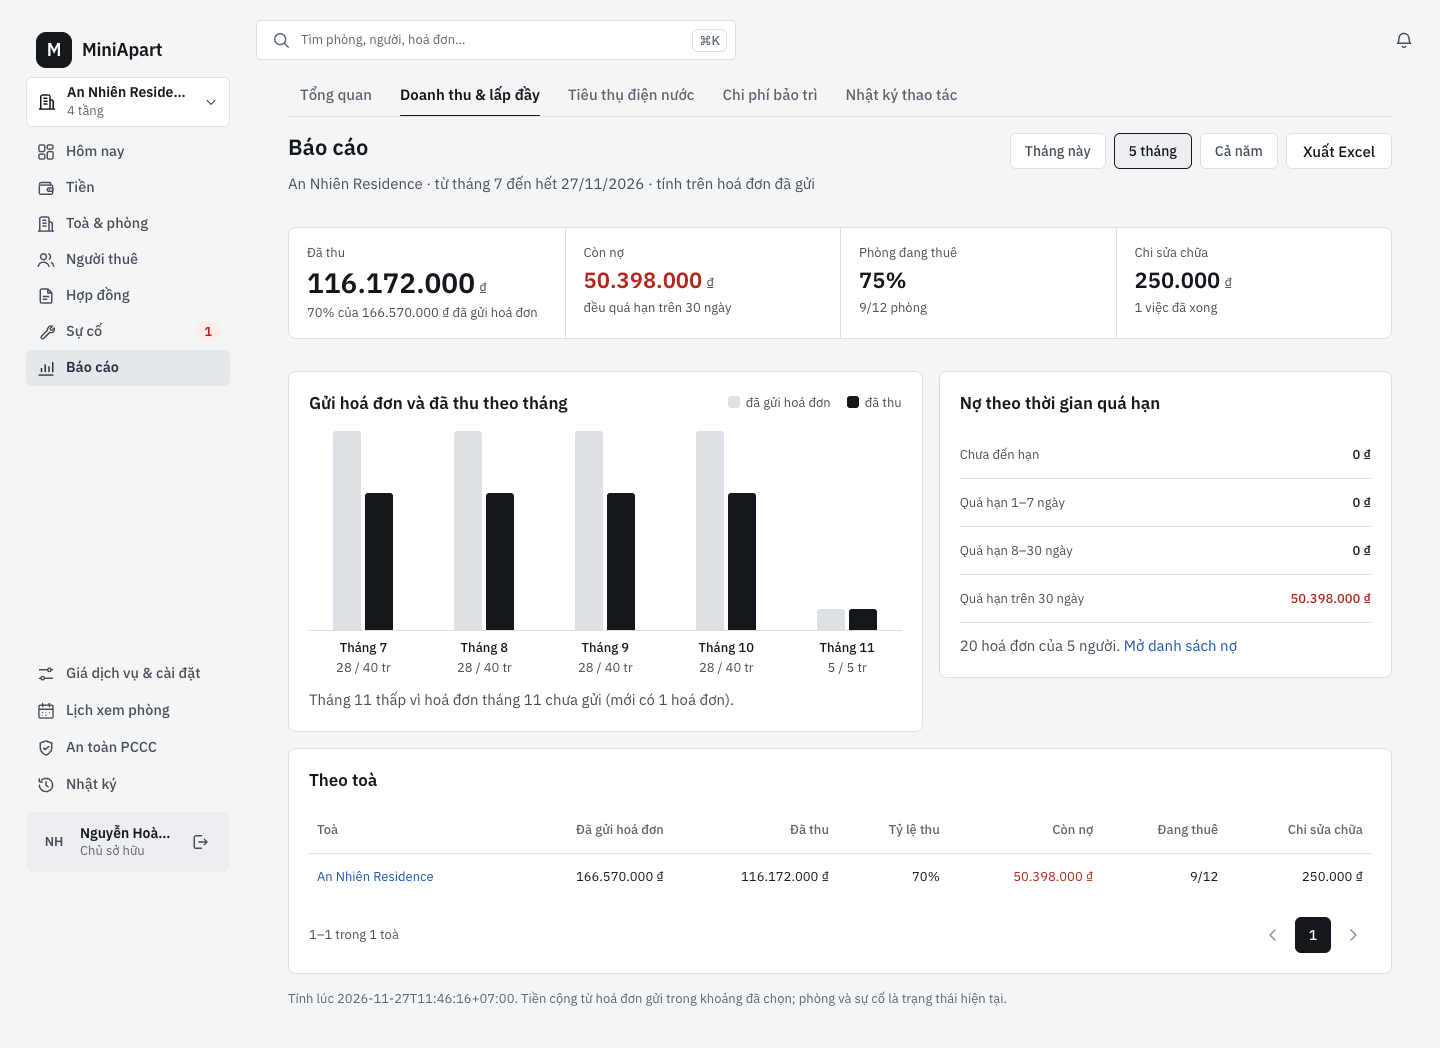 M MiniApart
An Nhiên Reside...
4 tầng
Hôm nay
Tiền
Toà & phòng
Người thuê
Hợp đồng
Sự cố 1
Báo cáo
Giá dịch vụ & cài đặt
Lịch xem phòng
An toàn PCCC
Nhật ký
NH
Nguyễn Hoà...
Chủ sở hữu
Tìm phòng, người, hoá đơn... ⌘K
Tổng quan Doanh thu & lấp đầy Tiêu thụ điện nước Chi phí bảo trì Nhật ký thao tác
Báo cáo
An Nhiên Residence · từ tháng 7 đến hết 27/11/2026 · tính trên hoá đơn đã gửi
Tháng này 5 tháng Cả năm Xuất Excel
Đã thu
116.172.000 ₫
70% của 166.570.000 ₫ đã gửi hoá đơn
Còn nợ
50.398.000 ₫
đều quá hạn trên 30 ngày
Phòng đang thuê
75%
9/12 phòng
Chi sửa chữa
250.000 ₫
1 việc đã xong
Gửi hoá đơn và đã thu theo tháng
đã gửi hoá đơn đã thu
Tháng 7 Tháng 8 Tháng 9 Tháng 10 Tháng 11
28 / 40 tr 28 / 40 tr 28 / 40 tr 28 / 40 tr 5 / 5 tr
Tháng 11 thấp vì hoá đơn tháng 11 chưa gửi (mới có 1 hoá đơn).
Nợ theo thời gian quá hạn
Chưa đến hạn 0 ₫
Quá hạn 1–7 ngày 0 ₫
Quá hạn 8–30 ngày 0 ₫
Quá hạn trên 30 ngày 50.398.000 ₫
20 hoá đơn của 5 người. Mở danh sách nợ
Theo toà
Toà Đã gửi hoá đơn Đã thu Tỷ lệ thu Còn nợ Đang thuê Chi sửa chữa
An Nhiên Residence 166.570.000 ₫ 116.172.000 ₫ 70% 50.398.000 ₫ 9/12 250.000 ₫
1–1 trong 1 toà 1
Tính lúc 2026-11-27T11:46:16+07:00. Tiền cộng từ hoá đơn gửi trong khoảng đã chọn; phòng và sự cố là trạng thái hiện tại.